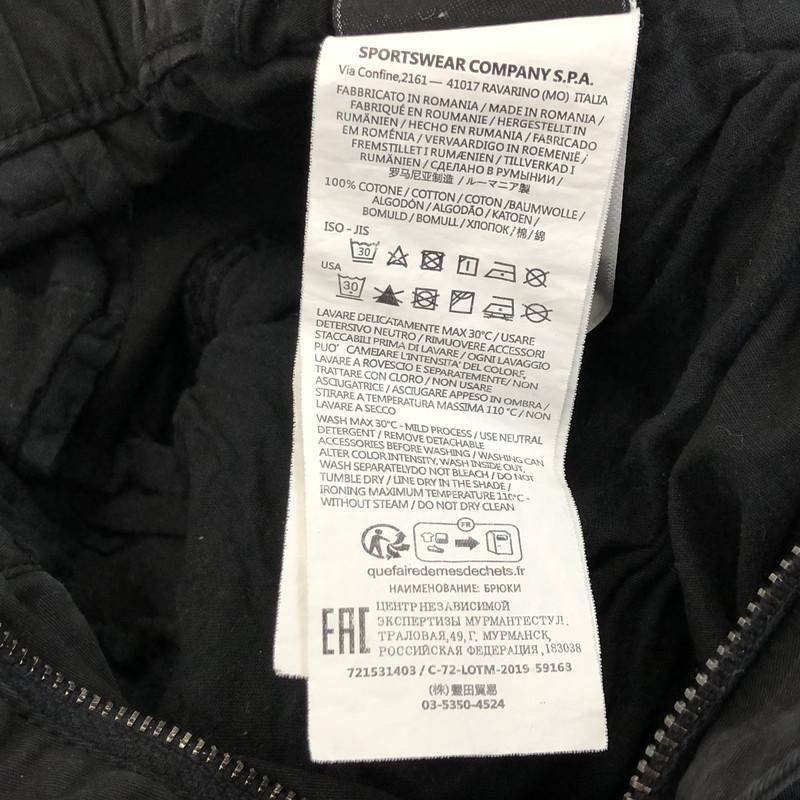 SPORTSWEAR COMPANY S.P.A.
Via Confine,2161 — 41017 RAVARINO (MO) ITALIA
FABBRICATO IN ROMANIA / MADE IN ROMANIA /
FABRIQUÉ EN ROUMANIE / HERGESTELLT IN
RUMÄNIEN / HECHO EN RUMANIA / FABRICADO
EM ROMÉNIA / VERVAARDIGO IN ROEMENIË /
FREMSTILLET I RUMÆNIEN / TILLVERKAD I
RUMÄNIEN / СДЕЛАНО В РУМЫНИИ /
罗马尼亚制造 / ルーマニア製
100% COTONE / COTTON / COTON /BAUMWOLLE /
ALGODÓN / ALGODÃO / KATOEN /
BOMULD / BOMULL / ХЛОПОК / 棉 / 綿
ISO - JIS
30
USA
30
LAVARE DELICATAMENTE MAX 30°C / USARE
DETERSIVO NEUTRO / RIMUOVERE ACCESSORI
STACCABILI PRIMA DI LAVARE / OGNI LAVAGGIO
PUO' CAMEIARE L'INTENSITA' DEL COLORE,
LAVARE A ROVESCIO E SEPARATEMENTE/ NON
TRATTARE CON CLORO / NON USARE
ASCIUGATRICE / ASCIUGARE APPESO IN OMBRA /
STIRARE A TEMPERATURA MASSIMA 110 °C / NON
LAVARE A SECCO
WASH MAX 30°C - MILD PROCESS / USE NEUTRAL
DETERGENT / REMOVE DETACHABLE
ACCESSORIES BEFORE WASHING / WASHING CAN
ALTER COLOR INTENSITY, WASH INSIDE OUT,
WASH SEPARATELYDO NOT BLEACH / DO NOT
TUMBLE DRY / LINE DRY IN THE SHADE /
IRONING MAXIMUM TEMPERATURE 110°C -
WITHOUT STEAM / DO NOT DRY CLEAN
FR
quefairedemesdechets.fr
НАИМЕНОВАНИЕ: БРЮКИ
EAC
ЦЕНТР НЕЗАВИСИМОЙ
ЭКСПЕРТИЗЫ МУРМАНТЕСТУЛ.
ТРАЛОВАЯ,49, Г. МУРМАНСК,
РОССИЙСКАЯ ФЕДЕРАЦИЯ,183038
721531403 / C-72-LOTM-2019 59163
(株) 豊田貿易
03-5350-4524